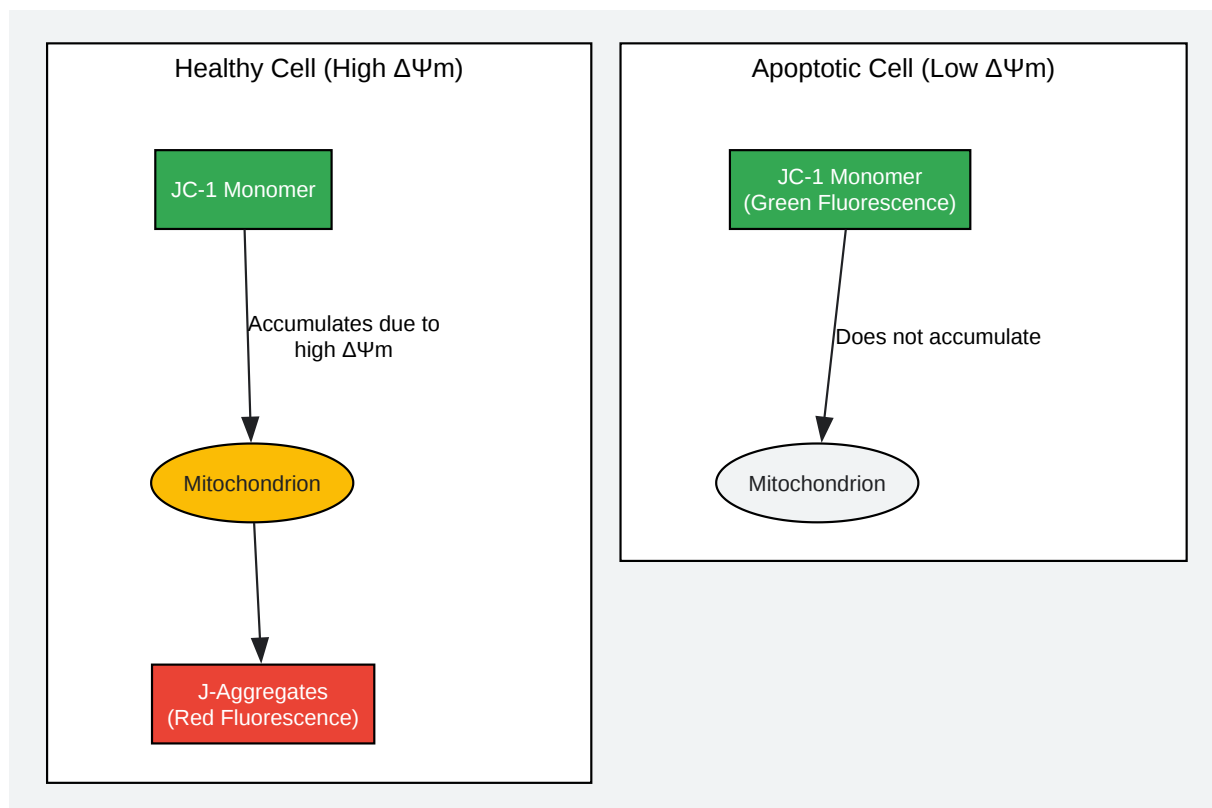 Healthy Cell (High ΔΨm)
JC-1 Monomer
Accumulates due to
high ΔΨm
Mitochondrion
J-Aggregates
(Red Fluorescence)
Apoptotic Cell (Low ΔΨm)
JC-1 Monomer
(Green Fluorescence)
Does not accumulate
Mitochondrion